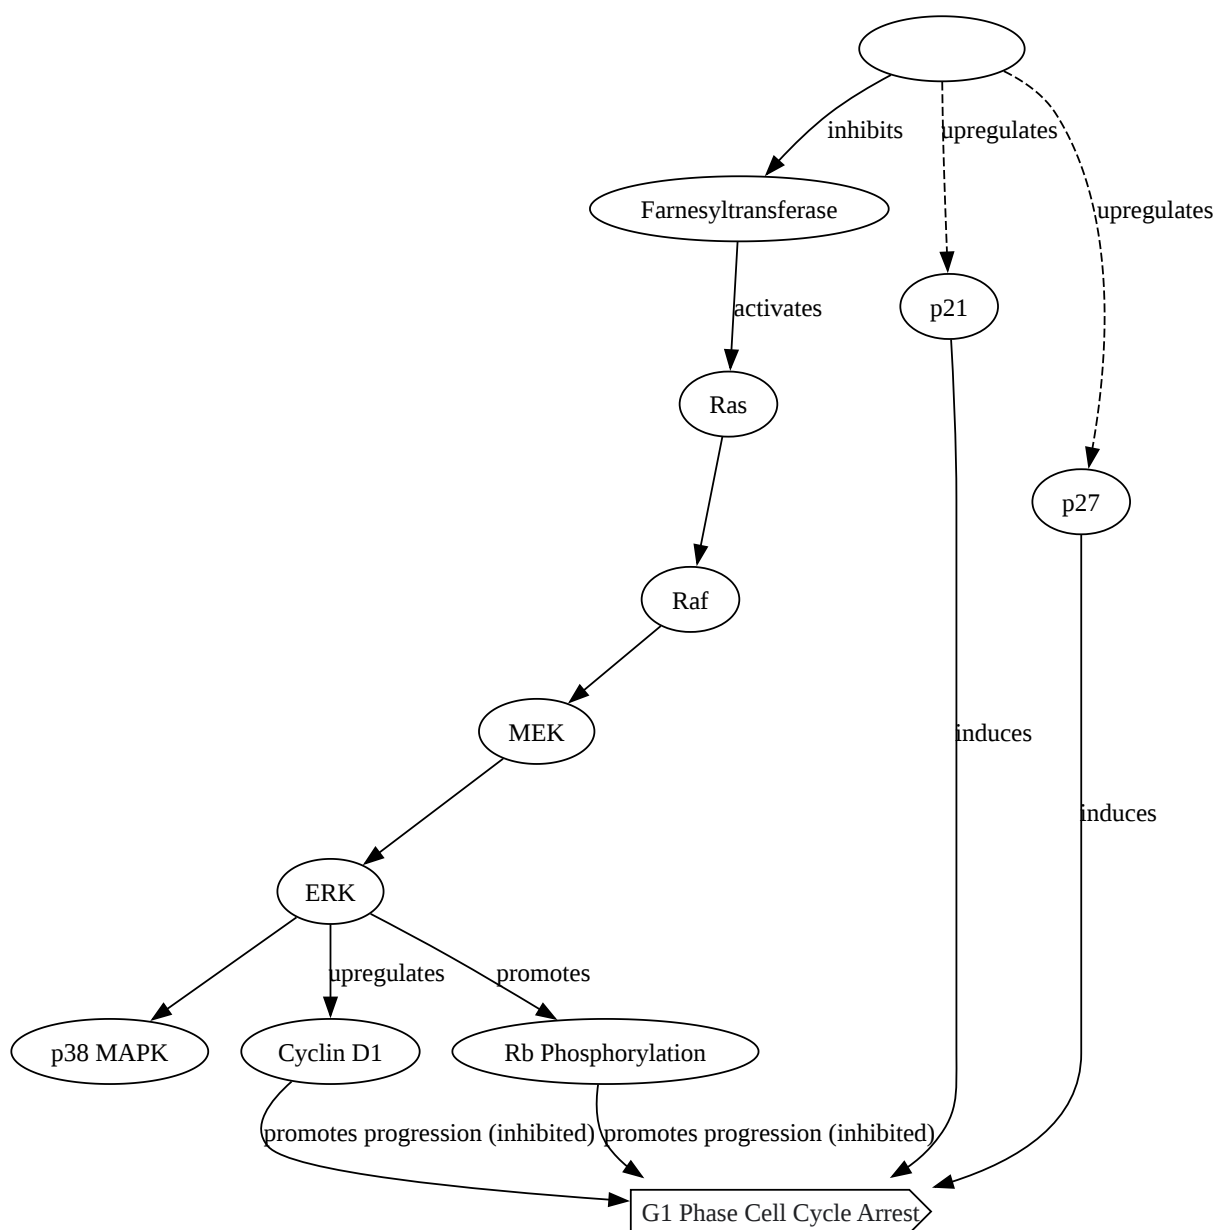 inhibits
upregulates
upregulates
Farnesyltransferase
activates
p21
Ras
p27
Raf
MEK
induces
induces
ERK
upregulates
promotes
p38 MAPK
Cyclin D1
Rb Phosphorylation
promotes progression (inhibited)
promotes progression (inhibited)
G1 Phase Cell Cycle Arrest